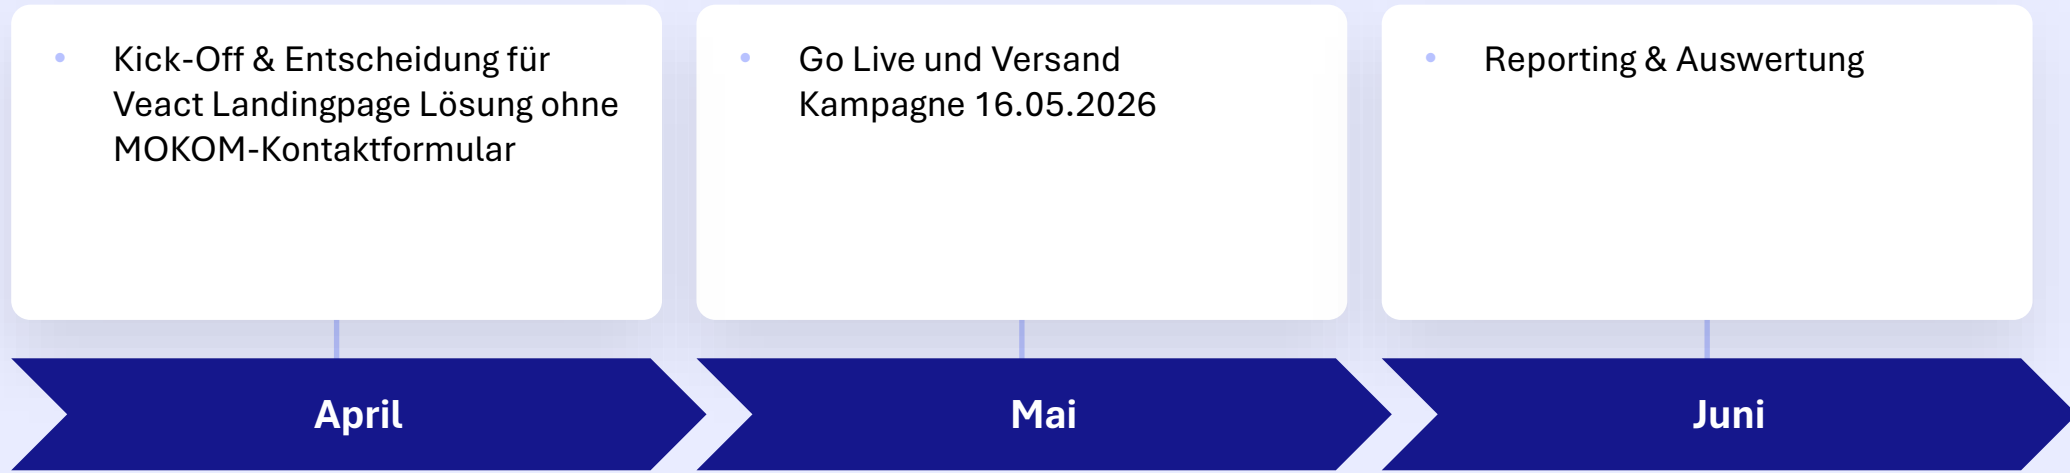 Kick-Off & Entscheidung für
Veact Landingpage Lösung ohne
MOKOM-Kontaktformular
Go Live und Versand
Kampagne 16.05.2026
Reporting & Auswertung
April
Mai
Juni